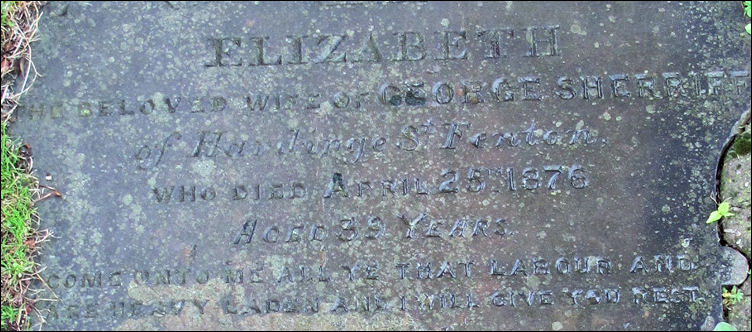 ELIZABETH
THE BELOVED WIFE OF GEORGE SHERRIFF
of Hardinge St. Fenton,
WHO DIED APRIL 25TH 1876
AGED 39 YEARS.
COME UNTO ME ALL YE THAT LABOUR AND
ARE HEAVY LADEN AND I WILL GIVE YOU REST.